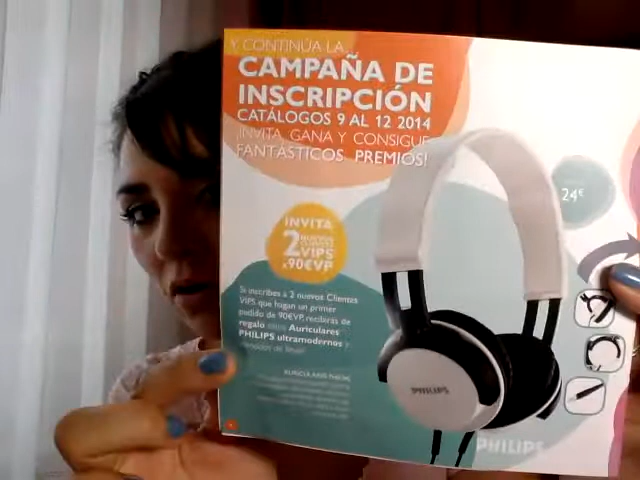 Y CONTINÚA LA
CAMPAÑA DE
INSCRIPCIÓN
CATÁLOGOS 9 AL 12 2014
¡INVITA, GANA Y CONSIGUE
FANTÁSTICOS PREMIOS!
24€
INVITA
2 NUEVOS CLIENTES
VIPS
x 90€VP
Si inscribes a 2 nuevos Clientes
VIPS que hagan un primer
pedido de 90€VP, recibirás de
regalo Auriculares
PHILIPS ultramodernos y
PHILIPS
PHILIPS